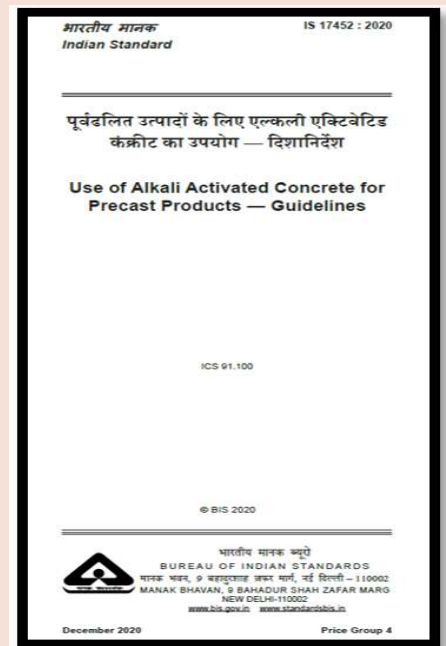 भारतीय मानक
Indian Standard
IS 17452 : 2020
पूर्वढलित उत्पादों के लिए एल्कली एक्टिवेटिड
कंक्रीट का उपयोग — दिशानिर्देश
Use of Alkali Activated Concrete for
Precast Products — Guidelines
ICS 91.100
© BIS 2020
भारतीय मानक ब्यूरो
BUREAU OF INDIAN STANDARDS
मानक भवन, 9 बहादुरशाह ज़फर मार्ग, नई दिल्ली – 110002
MANAK BHAVAN, 9 BAHADUR SHAH ZAFAR MARG
NEW DELHI-110002
www.bis.gov.in www.standardsbis.in
December 2020
Price Group 4